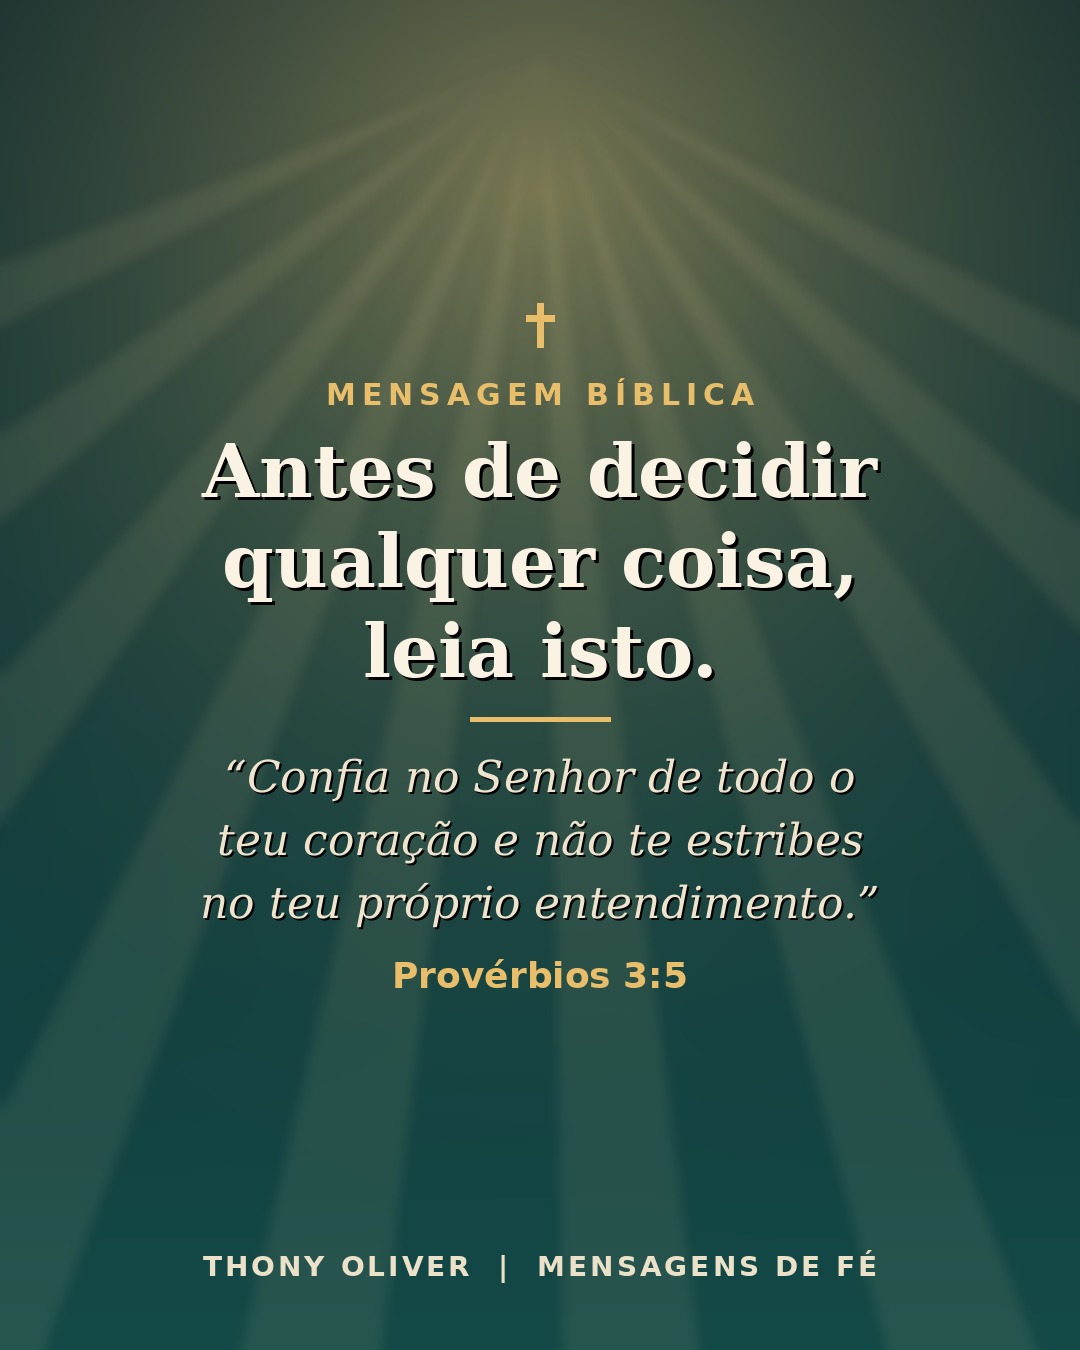 MENSAGEM BÍBLICA
Antes de decidir
qualquer coisa,
leia isto.
“Confia no Senhor de todo o
teu coração e não te estribes
no teu próprio entendimento.”
Provérbios 3:5
THONY OLIVER | MENSAGENS DE FÉ